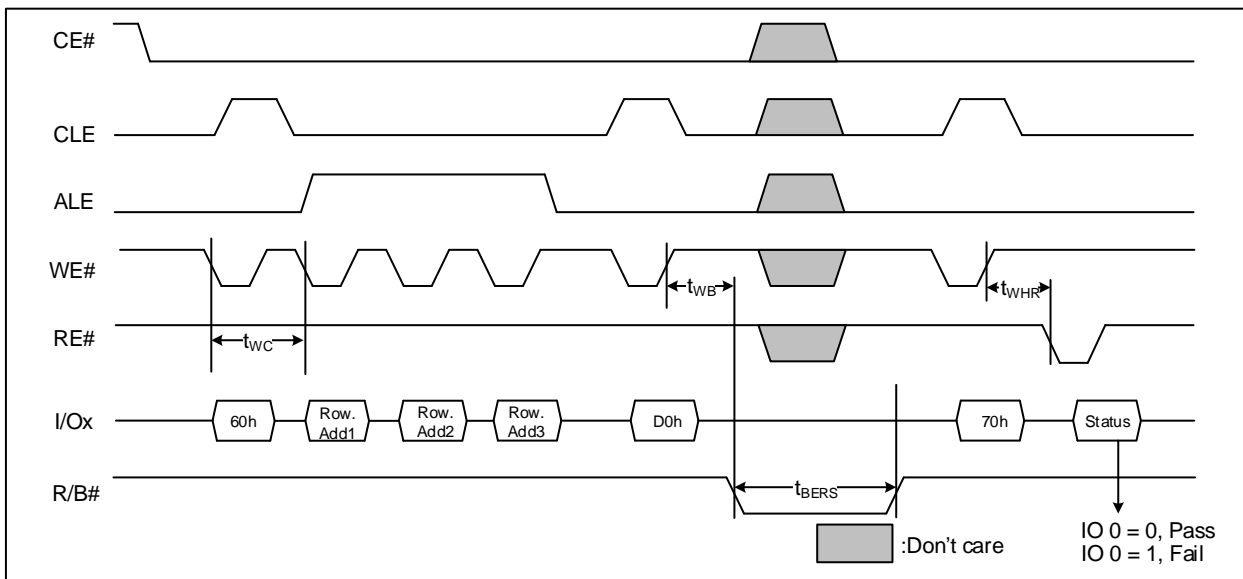 CE#
CLE
ALE
WE#
tWB
tWHR
RE#
tWC
I/Ox
60h
Row.
Add1
Row.
Add2
Row.
Add3
D0h
70h
Status
R/B#
tBERS
:Don't care
IO 0 = 0, Pass
IO 0 = 1, Fail